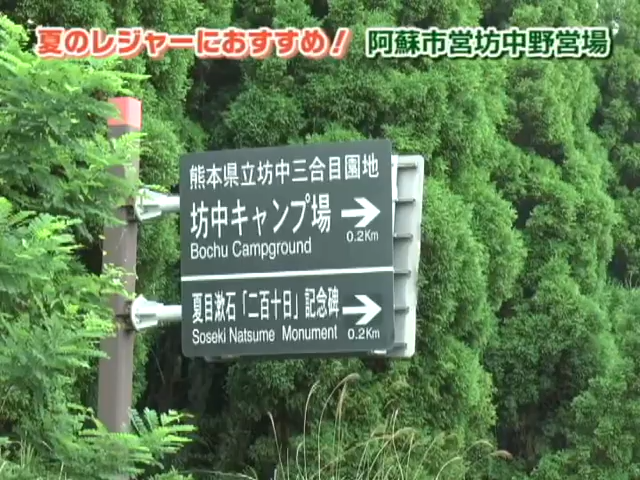 夏のレジャーにおすすめ！ 阿蘇市営坊中野営場
熊本県立坊中三合目園地
坊中キャンプ場
0.2Km
Bochu Campground
夏目漱石「二百十日」記念碑
Soseki Natsume Monument
0.2Km